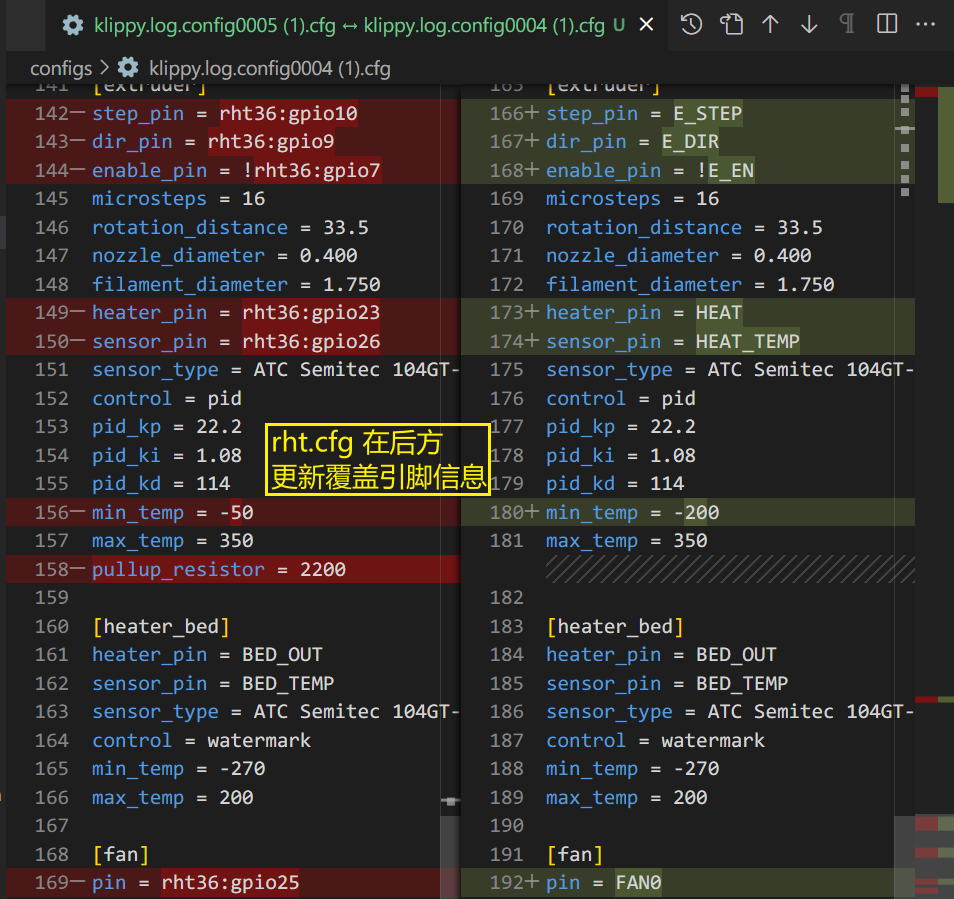 klippy.log.config0005 (1).cfg ↔ klippy.log.config0004 (1).cfg U
configs > klippy.log.config0004 (1).cfg
141 [extruder]
142− step_pin = rht36:gpio10
143− dir_pin = rht36:gpio9
144− enable_pin = !rht36:gpio7
145 microsteps = 16
146 rotation_distance = 33.5
147 nozzle_diameter = 0.400
148 filament_diameter = 1.750
149− heater_pin = rht36:gpio23
150− sensor_pin = rht36:gpio26
151 sensor_type = ATC Semitec 104GT-
152 control = pid
153 pid_kp = 22.2
154 pid_ki = 1.08
155 pid_kd = 114
156− min_temp = -50
157 max_temp = 350
158− pullup_resistor = 2200
159
160 [heater_bed]
161 heater_pin = BED_OUT
162 sensor_pin = BED_TEMP
163 sensor_type = ATC Semitec 104GT-
164 control = watermark
165 min_temp = -270
166 max_temp = 200
167
168 [fan]
169− pin = rht36:gpio25
rht.cfg 在后方
更新覆盖引脚信息
165 [extruder]
166+ step_pin = E_STEP
167+ dir_pin = E_DIR
168+ enable_pin = !E_EN
169 microsteps = 16
170 rotation_distance = 33.5
171 nozzle_diameter = 0.400
172 filament_diameter = 1.750
173+ heater_pin = HEAT
174+ sensor_pin = HEAT_TEMP
175 sensor_type = ATC Semitec 104GT-
176 control = pid
177 pid_kp = 22.2
178 pid_ki = 1.08
179 pid_kd = 114
180+ min_temp = -200
181 max_temp = 350
182
183 [heater_bed]
184 heater_pin = BED_OUT
185 sensor_pin = BED_TEMP
186 sensor_type = ATC Semitec 104GT-
187 control = watermark
188 min_temp = -270
189 max_temp = 200
190
191 [fan]
192+ pin = FAN0